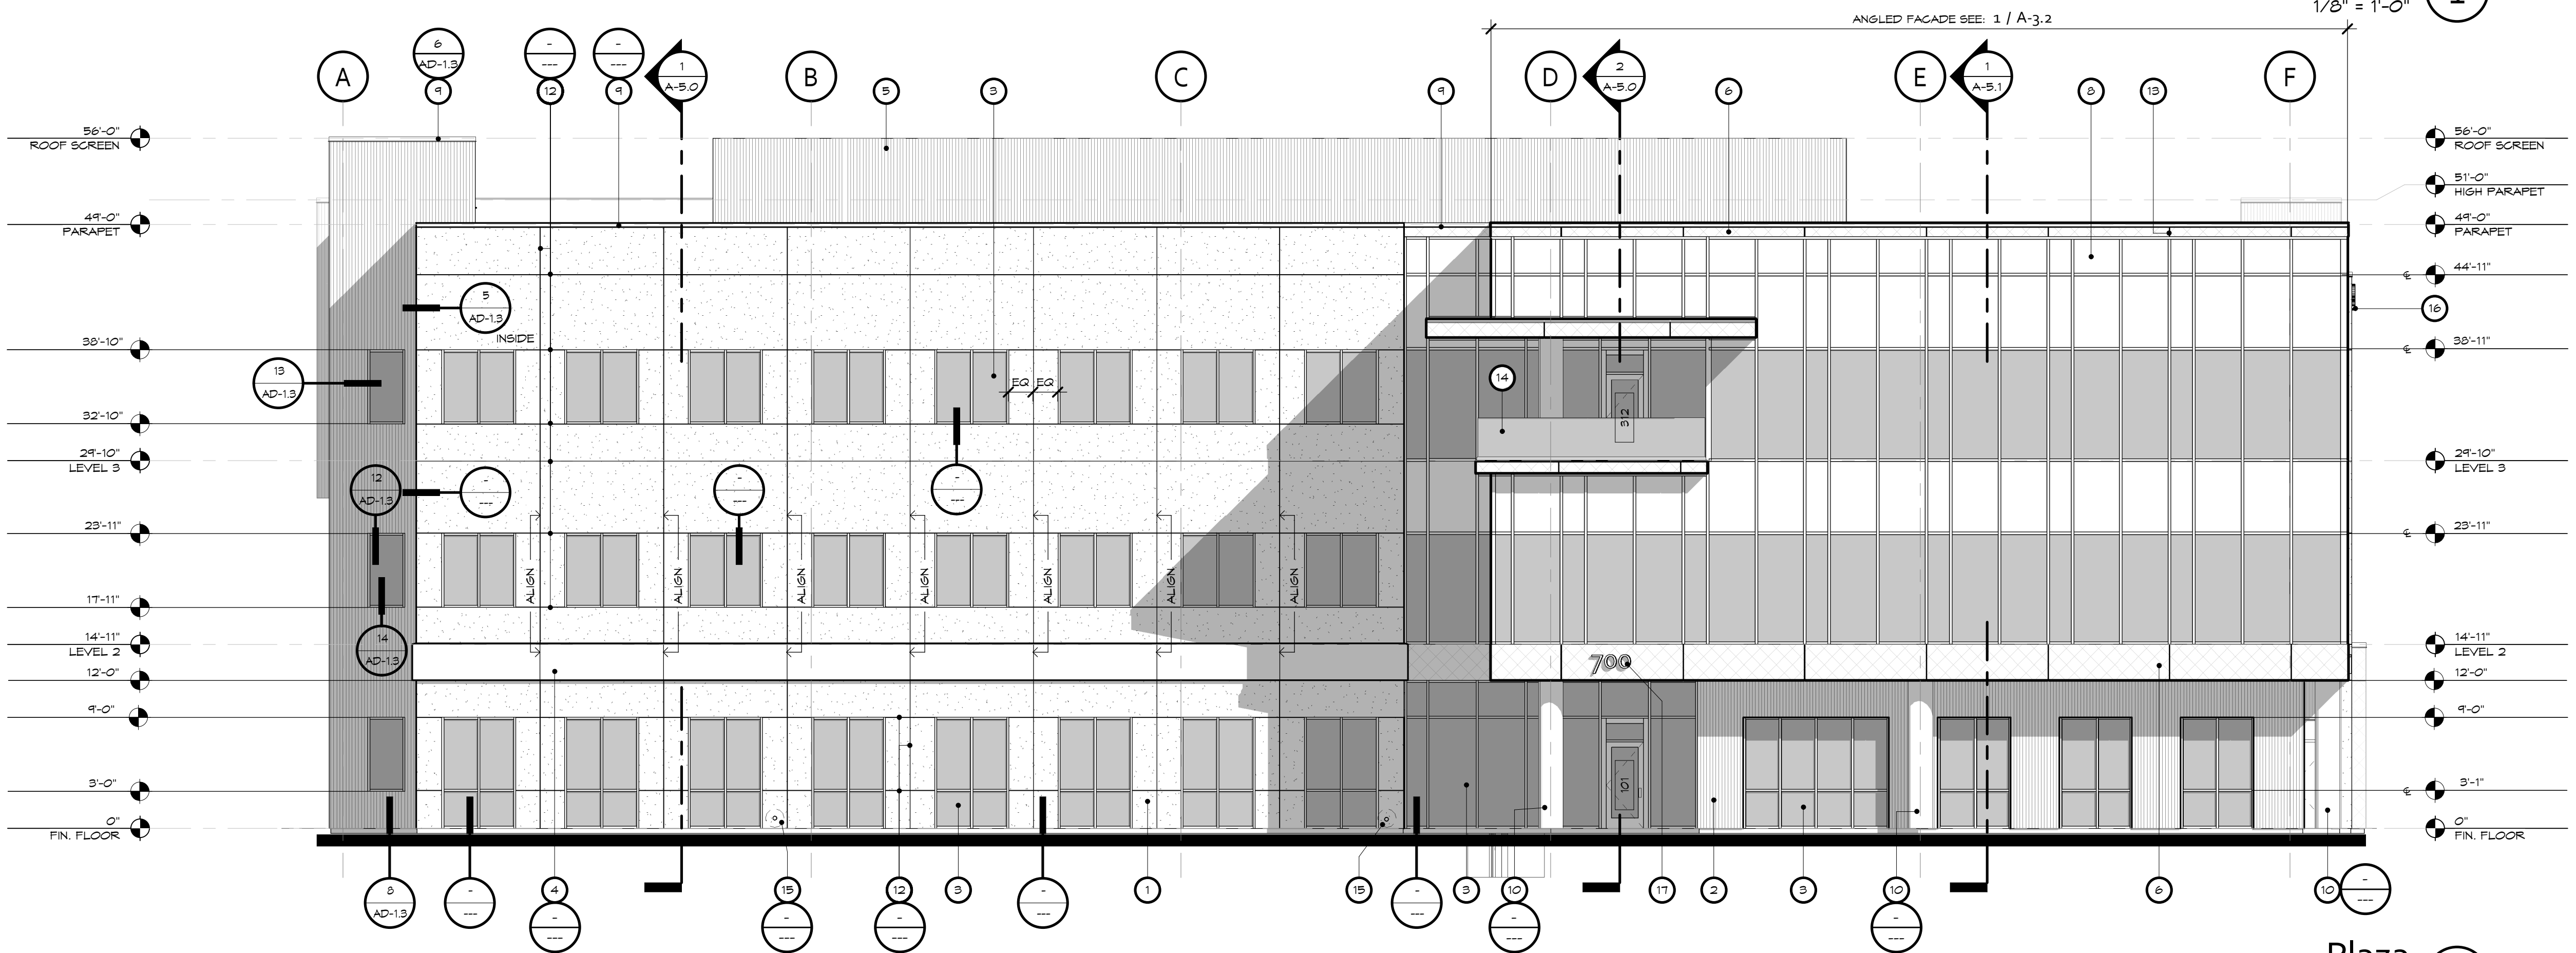 1/8" = 1'-0"
1
ANGLED FACADE SEE: 1 / A-3.2
6
AD-1.3
9
-
---
12
-
---
9
A
1
A-5.0
B
5
3
C
9
D
2
A-5.0
6
E
1
A-5.1
8
13
F
56'-0"
ROOF SCREEN
56'-0"
ROOF SCREEN
51'-0"
HIGH PARAPET
49'-0"
PARAPET
49'-0"
PARAPET
44'-11"
5
AD-1.3
INSIDE
16
38'-10"
38'-11"
13
AD-1.3
EQ EQ
14
312
32'-10"
29'-10"
LEVEL 3
29'-10"
LEVEL 3
12
AD-1.3
-
---
-
---
-
---
23'-11"
23'-11"
ALIGN
ALIGN
ALIGN
ALIGN
ALIGN
ALIGN
ALIGN
17'-11"
14
AD-1.3
14'-11"
LEVEL 2
14'-11"
LEVEL 2
700
12'-0"
12'-0"
9'-0"
9'-0"
101
3'-0"
3'-1"
0"
FIN. FLOOR
0"
FIN. FLOOR
8
AD-1.3
-
---
4
-
---
15
-
---
12
-
---
3
-
---
1
15
-
---
3
10
-
---
17
2
3
10
-
---
6
10
-
---
Plaza